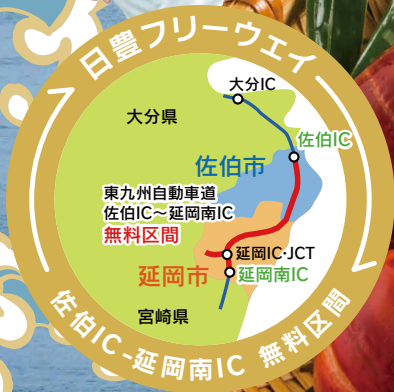 日豊フリーウエイ
大分IC
大分県
佐伯IC
佐伯市
東九州自動車道
佐伯IC～延岡南IC
無料区間
延岡IC・JCT
延岡南IC
延岡市
宮崎県
佐伯IC-延岡南IC 無料区間